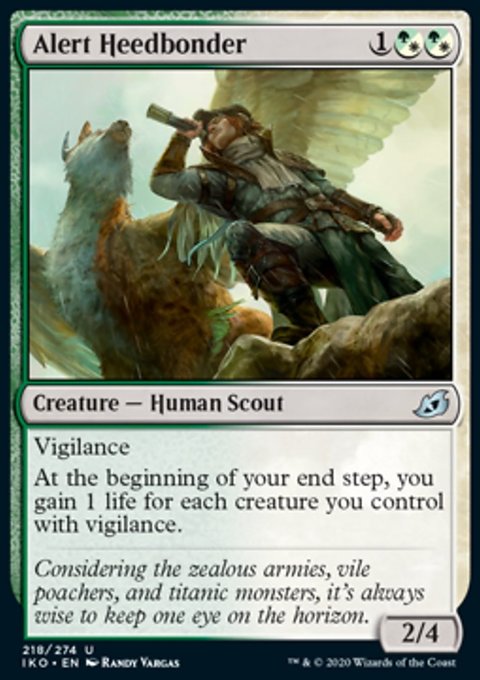 Alert Heedbonder 1
Creature — Human Scout
Vigilance
At the beginning of your end step, you
gain 1 life for each creature you control
with vigilance.
Considering the zealous armies, vile
poachers, and titanic monsters, it's always
wise to keep one eye on the horizon.
2/4
218/274 U
IKO • EN Randy Vargas
™ & © 2020 Wizards of the Coast